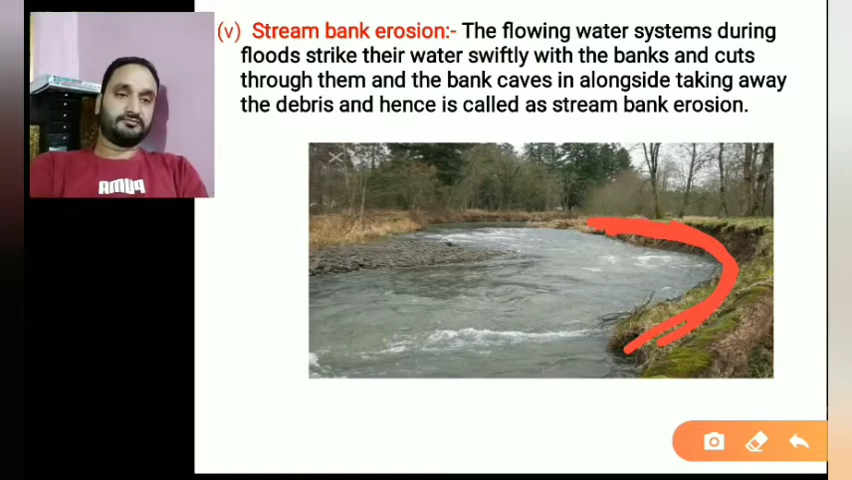 (v) Stream bank erosion:- The flowing water systems during
floods strike their water swiftly with the banks and cuts
through them and the bank caves in alongside taking away
the debris and hence is called as stream bank erosion.